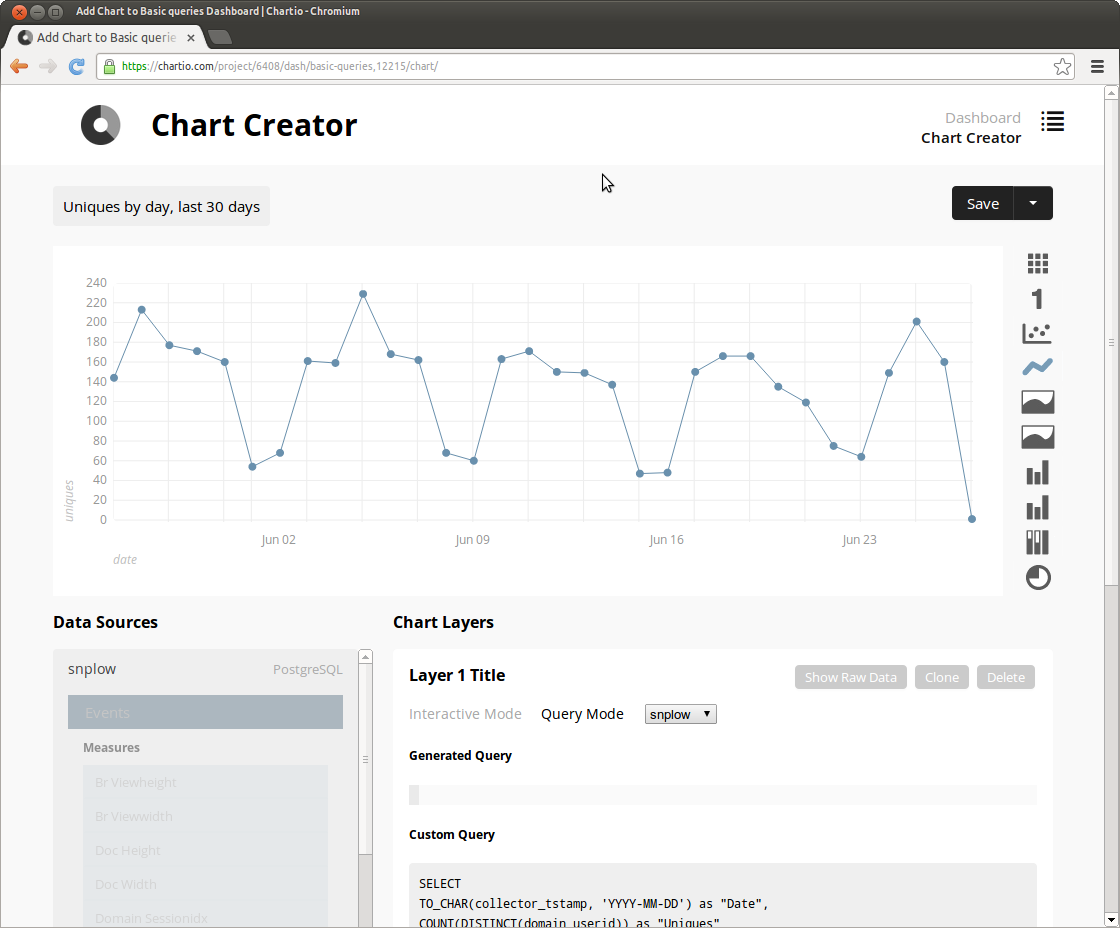 Add Chart to Basic queries Dashboard | Chartio - Chromium
Add Chart to Basic querie
https://chartio.com/project/6408/dash/basic-queries,12215/chart/
Chart Creator
Dashboard
Chart Creator
Uniques by day, last 30 days
Save
240
220
200
180
160
140
120
100
80
60
40
20
0
uniques
Jun 02
Jun 09
Jun 16
Jun 23
date
1
Data Sources
snplow
PostgreSQL
Events
Measures
Br Viewheight
Br Viewwidth
Doc Height
Doc Width
Domain Sessionidx
Chart Layers
Layer 1 Title
Show Raw Data
Clone
Delete
Interactive Mode
Query Mode
snplow
Generated Query
Custom Query
SELECT
TO_CHAR(collector_tstamp, 'YYYY-MM-DD') as "Date",
COUNT(DISTINCT(domain_userid)) as "Uniques"